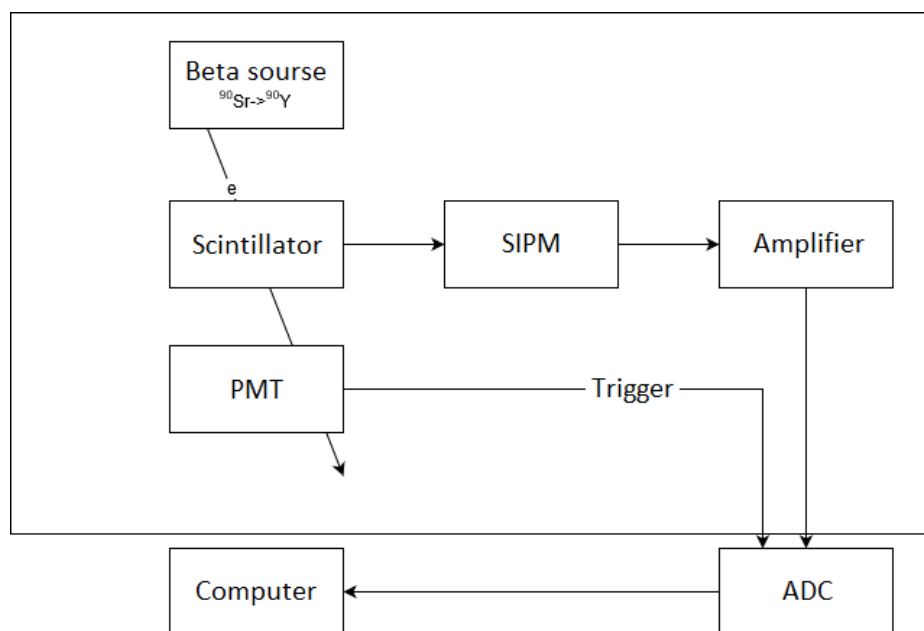 Beta sourse
⁹⁰Sr->⁹⁰Y
e
Scintillator
SIPM
Amplifier
PMT
Trigger
Computer
ADC